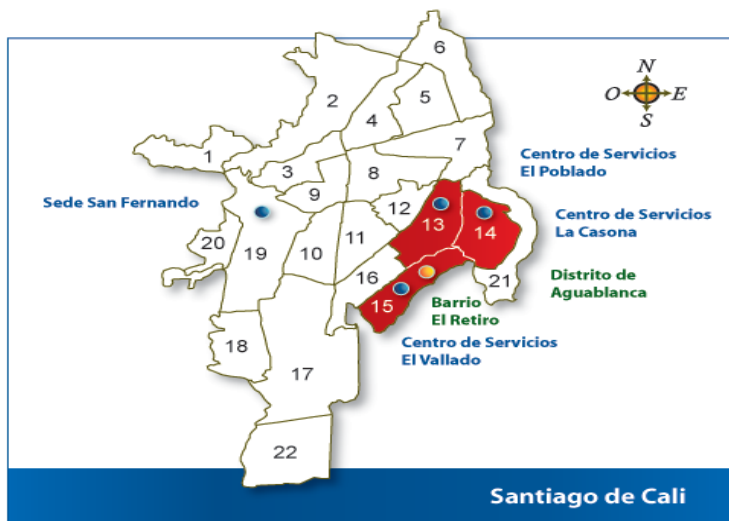 6
N
O
E
S
2
5
4
7
1
3
8
Centro de Servicios
El Poblado
9
Sede San Fernando
12
13
14
Centro de Servicios
La Casona
20
19
10
11
16
21
Distrito de
Aguablanca
15
Barrio
El Retiro
Centro de Servicios
El Vallado
18
17
22
Santiago de Cali